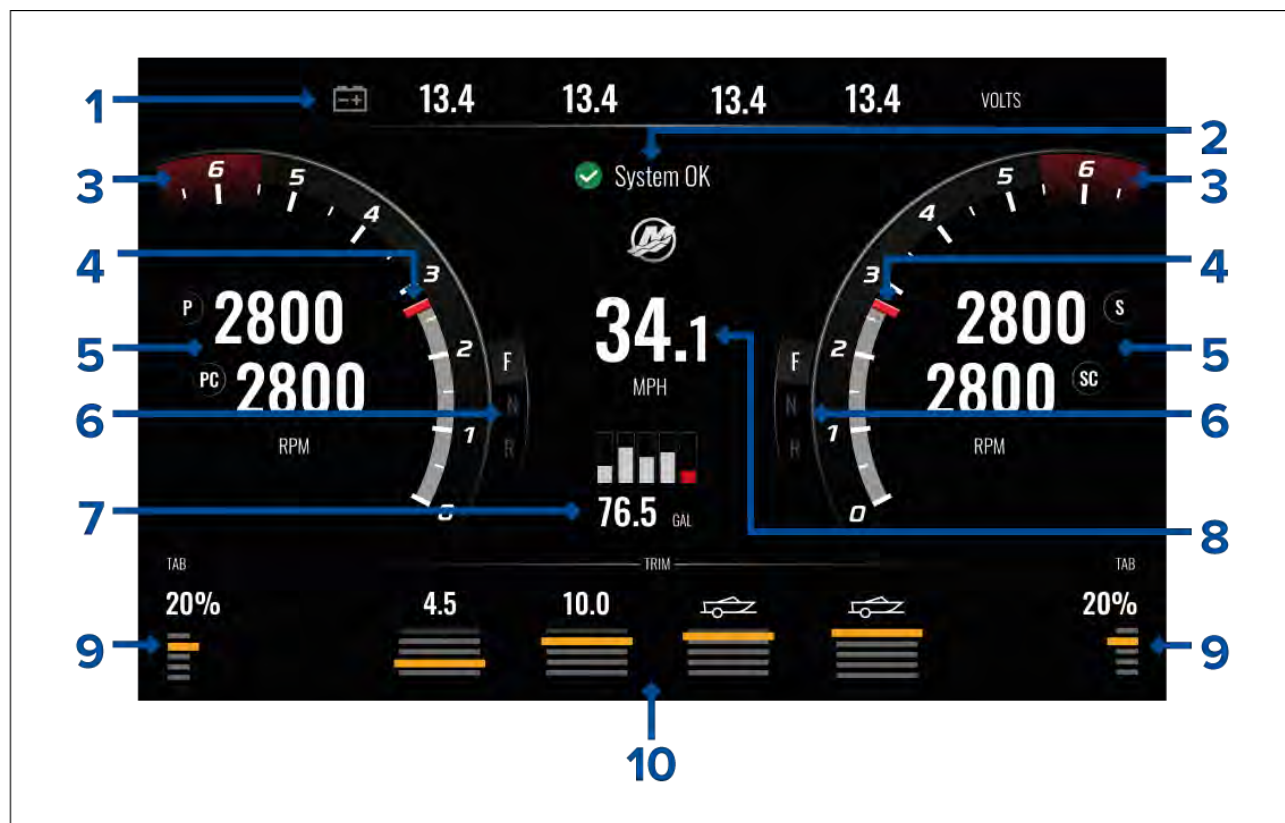 1 13.4 13.4 13.4 13.4 VOLTS
2
System OK
3 6 5 4 3 2 1 0
3 6 5 4 3 2 1 0
4 4
P 2800
PC 2800
RPM
5
2800 S
2800 SC
RPM
5
F
N
R
6
F
N
R
6
34.1
MPH
8
7
76.5 GAL
TAB TRIM TAB
20% 4.5 10.0 20%
9 9
10